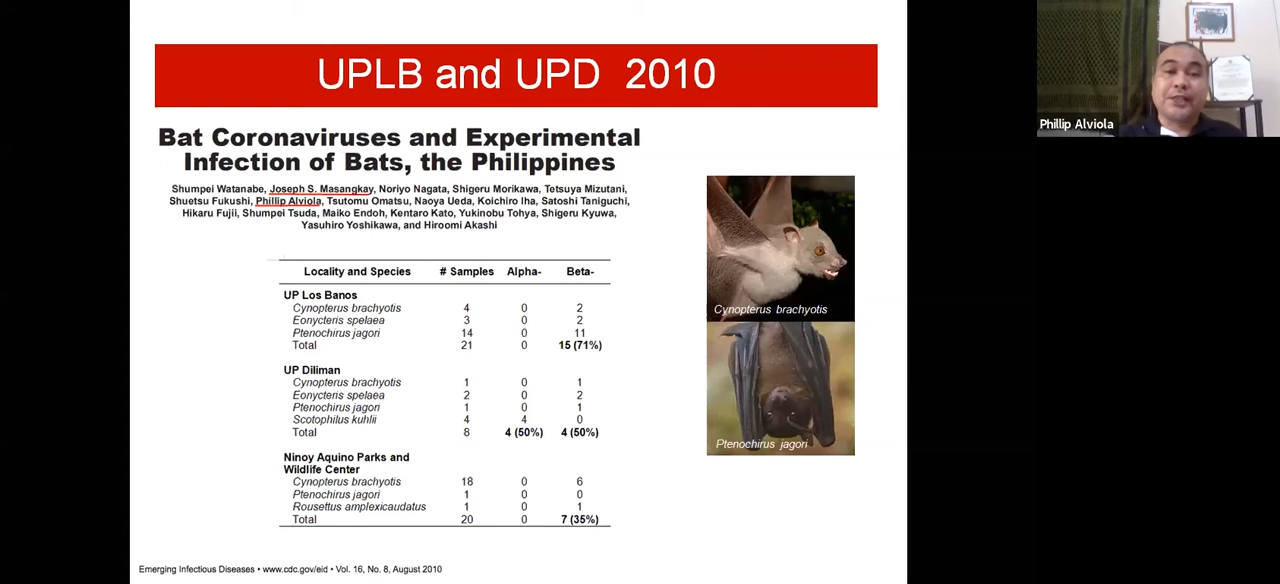 UPLB and UPD 2010
Bat Coronaviruses and Experimental
Infection of Bats, the Philippines
Shumpei Watanabe, Joseph S. Masangkay, Noriyo Nagata, Shigeru Morikawa, Tetsuya Mizutani,
Shuetsu Fukushi, Phillip Alviola, Tsutomu Omatsu, Naoya Ueda, Koichiro Iha, Satoshi Taniguchi,
Hikaru Fujii, Shumpei Tsuda, Maiko Endoh, Kentaro Kato, Yukinobu Tohya, Shigeru Kyuwa,
Yasuhiro Yoshikawa, and Hiroomi Akashi
Locality and Species # Samples Alpha- Beta-
UP Los Banos
Cynopterus brachyotis 4 0 2
Eonycteris spelaea 3 0 2
Ptenochirus jagori 14 0 11
Total 21 0 15 (71%)
UP Diliman
Cynopterus brachyotis 1 0 1
Eonycteris spelaea 2 0 2
Ptenochirus jagori 1 0 1
Scotophilus kuhlii 4 4 0
Total 8 4 (50%) 4 (50%)
Ninoy Aquino Parks and
Wildlife Center
Cynopterus brachyotis 18 0 6
Ptenochirus jagori 1 0 0
Rousettus amplexicaudatus 1 0 1
Total 20 0 7 (35%)
Cynopterus brachyotis
Ptenochirus jagori
Emerging Infectious Diseases • www.cdc.gov/eid • Vol. 16, No. 8, August 2010
Phillip Alviola